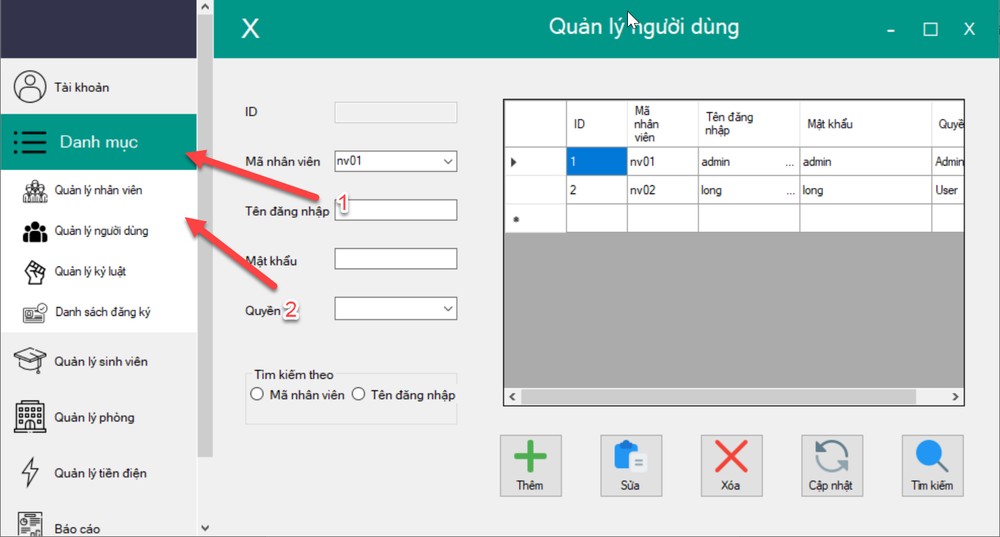 X
Quản lý người dùng
- □ X
Tài khoản
Danh mục
Quản lý nhân viên
Quản lý người dùng
Quản lý kỷ luật
Danh sách đăng ký
Quản lý sinh viên
Quản lý phòng
Quản lý tiền điện
Báo cáo
ID
Mã nhân viên nv01
Tên đăng nhập
1
Mật khẩu
Quyền
2
Tìm kiếm theo
Mã nhân viên Tên đăng nhập
ID Mã nhân viên Tên đăng nhập Mật khẩu Quyề
1 nv01 admin ... admin Admin
2 nv02 long ... long User
Thêm Sửa Xóa Cập nhật Tìm kiếm